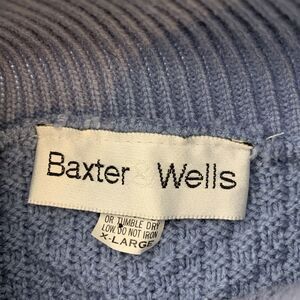 Baxter Wells
OR TUMBLE DRY
LOW. DO NOT IRON
X-LARGE